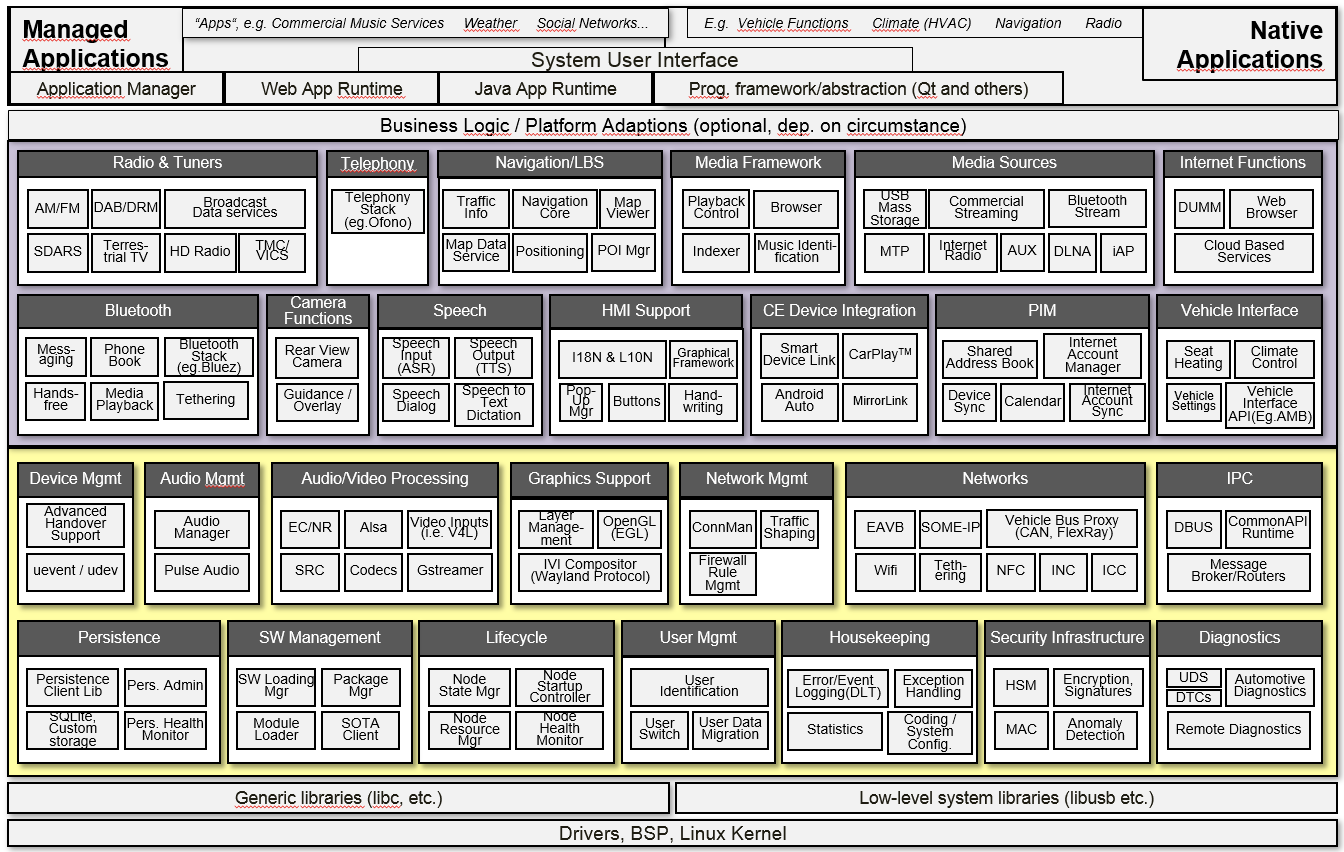 Managed
Applications
"Apps", e.g. Commercial Music Services Weather Social Networks...
E.g. Vehicle Functions Climate (HVAC) Navigation Radio
Native
Applications
System User Interface
Application Manager
Web App Runtime
Java App Runtime
Prog. framework/abstraction (Qt and others)
Business Logic / Platform Adaptions (optional, dep. on circumstance)
Radio & Tuners
AM/FM
DAB/DRM
Broadcast
Data services
SDARS
Terres-
trial TV
HD Radio
TMC/
VICS
Telephony
Telephony
Stack
(eg.Ofono)
Navigation/LBS
Traffic
Info
Navigation
Core
Map
Viewer
Map Data
Service
Positioning
POI Mgr
Media Framework
Playback
Control
Browser
Indexer
Music Identi-
fication
Media Sources
USB
Mass
Storage
Commercial
Streaming
Bluetooth
Stream
MTP
Internet
Radio
AUX
DLNA
iAP
Internet Functions
DUMM
Web
Browser
Cloud Based
Services
Bluetooth
Mess-
aging
Phone
Book
Bluetooth
Stack
(eg.Bluez)
Hands-
free
Media
Playback
Tethering
Camera
Functions
Rear View
Camera
Guidance /
Overlay
Speech
Speech
Input
(ASR)
Speech
Output
(TTS)
Speech
Dialog
Speech to
Text
Dictation
HMI Support
I18N & L10N
Graphical
Framework
Pop-
Up
Mgr
Buttons
Hand-
writing
CE Device Integration
Smart
Device Link
CarPlay™
Android
Auto
MirrorLink
PIM
Shared
Address Book
Internet
Account
Manager
Device
Sync
Calendar
Internet
Account
Sync
Vehicle Interface
Seat
Heating
Climate
Control
Vehicle
Settings
Vehicle
Interface
API(Eg.AMB)
Device Mgmt
Advanced
Handover
Support
uevent / udev
Audio Mgmt
Audio
Manager
Pulse Audio
Audio/Video Processing
EC/NR
Alsa
Video Inputs
(i.e. V4L)
SRC
Codecs
Gstreamer
Graphics Support
Layer
Manage-
ment
OpenGL
(EGL)
IVI Compositor
(Wayland Protocol)
Network Mgmt
ConnMan
Traffic
Shaping
Firewall
Rule
Mgmt
Networks
EAVB
SOME-IP
Vehicle Bus Proxy
(CAN, FlexRay)
Wifi
Teth-
ering
NFC
INC
ICC
IPC
DBUS
CommonAPI
Runtime
Message
Broker/Routers
Persistence
Persistence
Client Lib
Pers. Admin
SQLite,
Custom
storage
Pers. Health
Monitor
SW Management
SW Loading
Mgr
Package
Mgr
Module
Loader
SOTA
Client
Lifecycle
Node
State Mgr
Node
Startup
Controller
Node
Resource
Mgr
Node
Health
Monitor
User Mgmt
User
Identification
User
Switch
User Data
Migration
Housekeeping
Error/Event
Logging(DLT)
Exception
Handling
Statistics
Coding /
System
Config.
Security Infrastructure
HSM
Encryption,
Signatures
MAC
Anomaly
Detection
Diagnostics
UDS
DTCs
Automotive
Diagnostics
Remote Diagnostics
Generic libraries (libc, etc.)
Low-level system libraries (libusb etc.)
Drivers, BSP, Linux Kernel